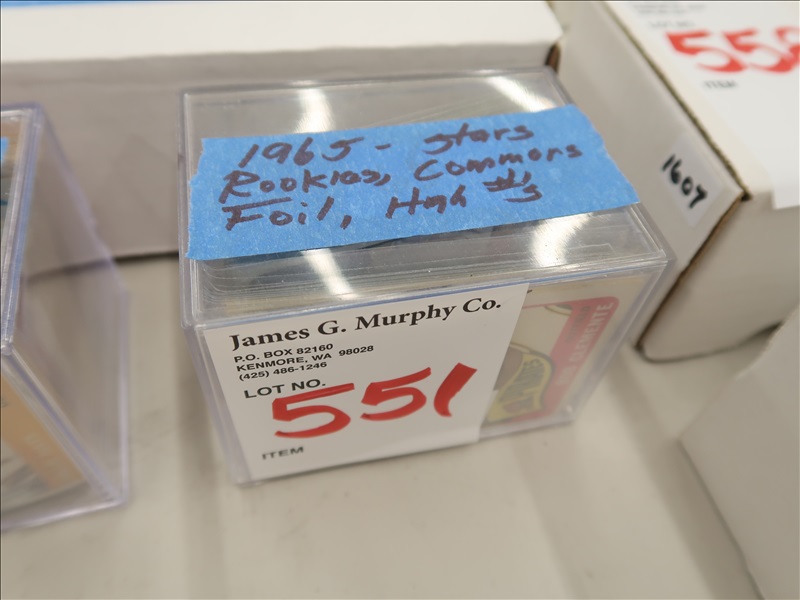 1965 - Stars
Rookies, Commons
Foil, High #'s
James G. Murphy Co.
P.O. BOX 82160
KENMORE, WA 98028
(425) 486-1246
LOT NO.
551
ITEM
ITEM
1607